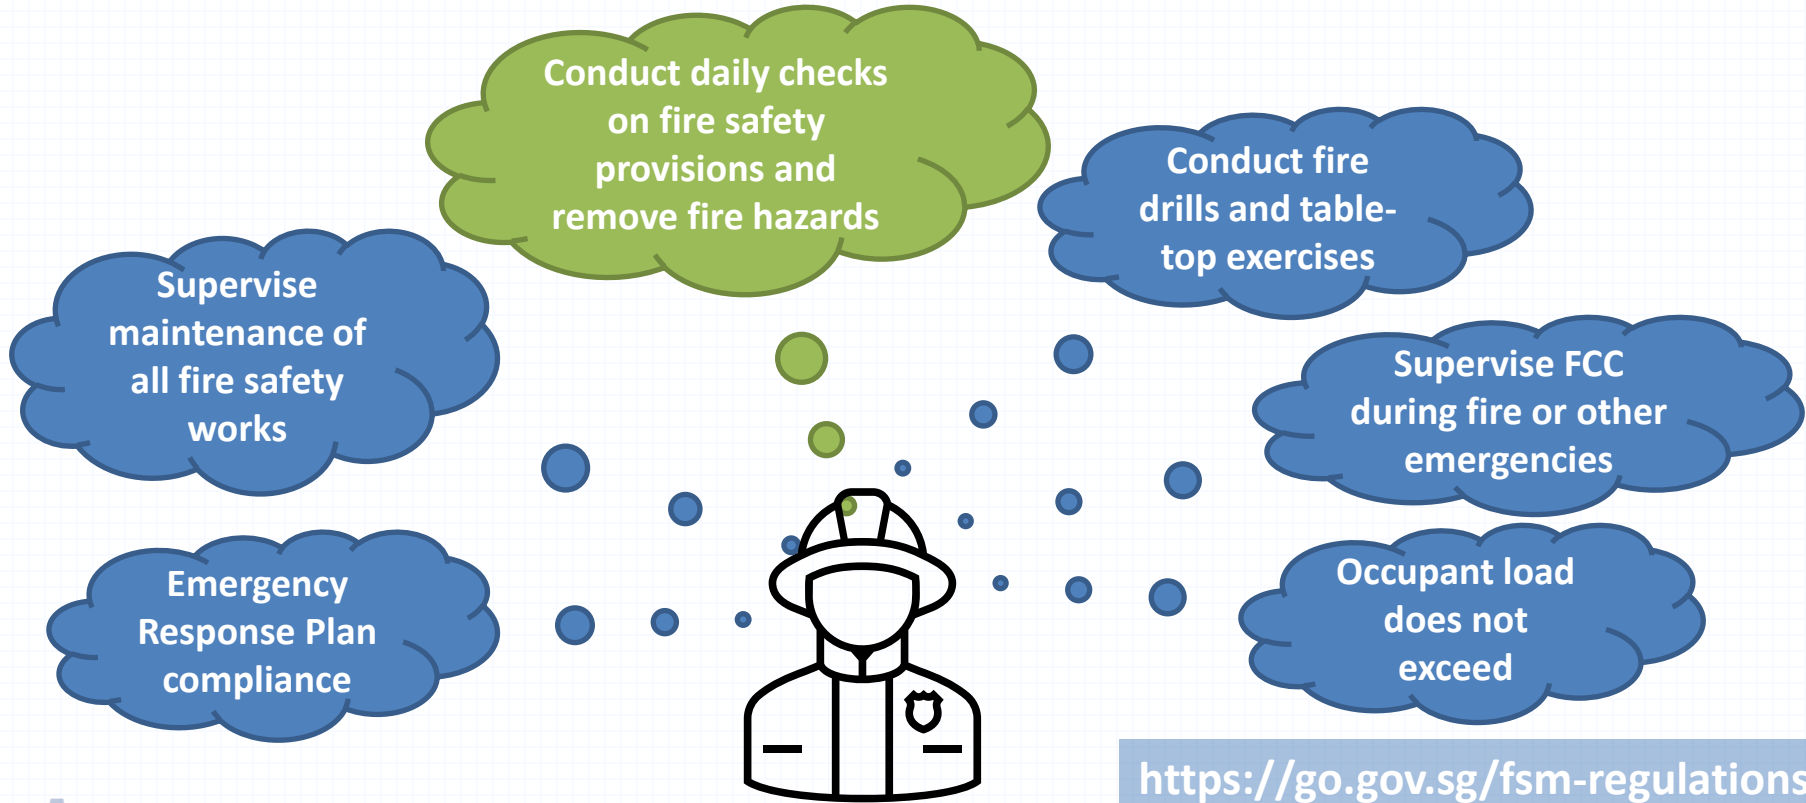 Conduct daily checks
on fire safety
provisions and
remove fire hazards
Conduct fire
drills and table-
top exercises
Supervise
maintenance of
all fire safety
works
Supervise FCC
during fire or other
emergencies
Emergency
Response Plan
compliance
Occupant load
does not
exceed
https://go.gov.sg/fsm-regulations